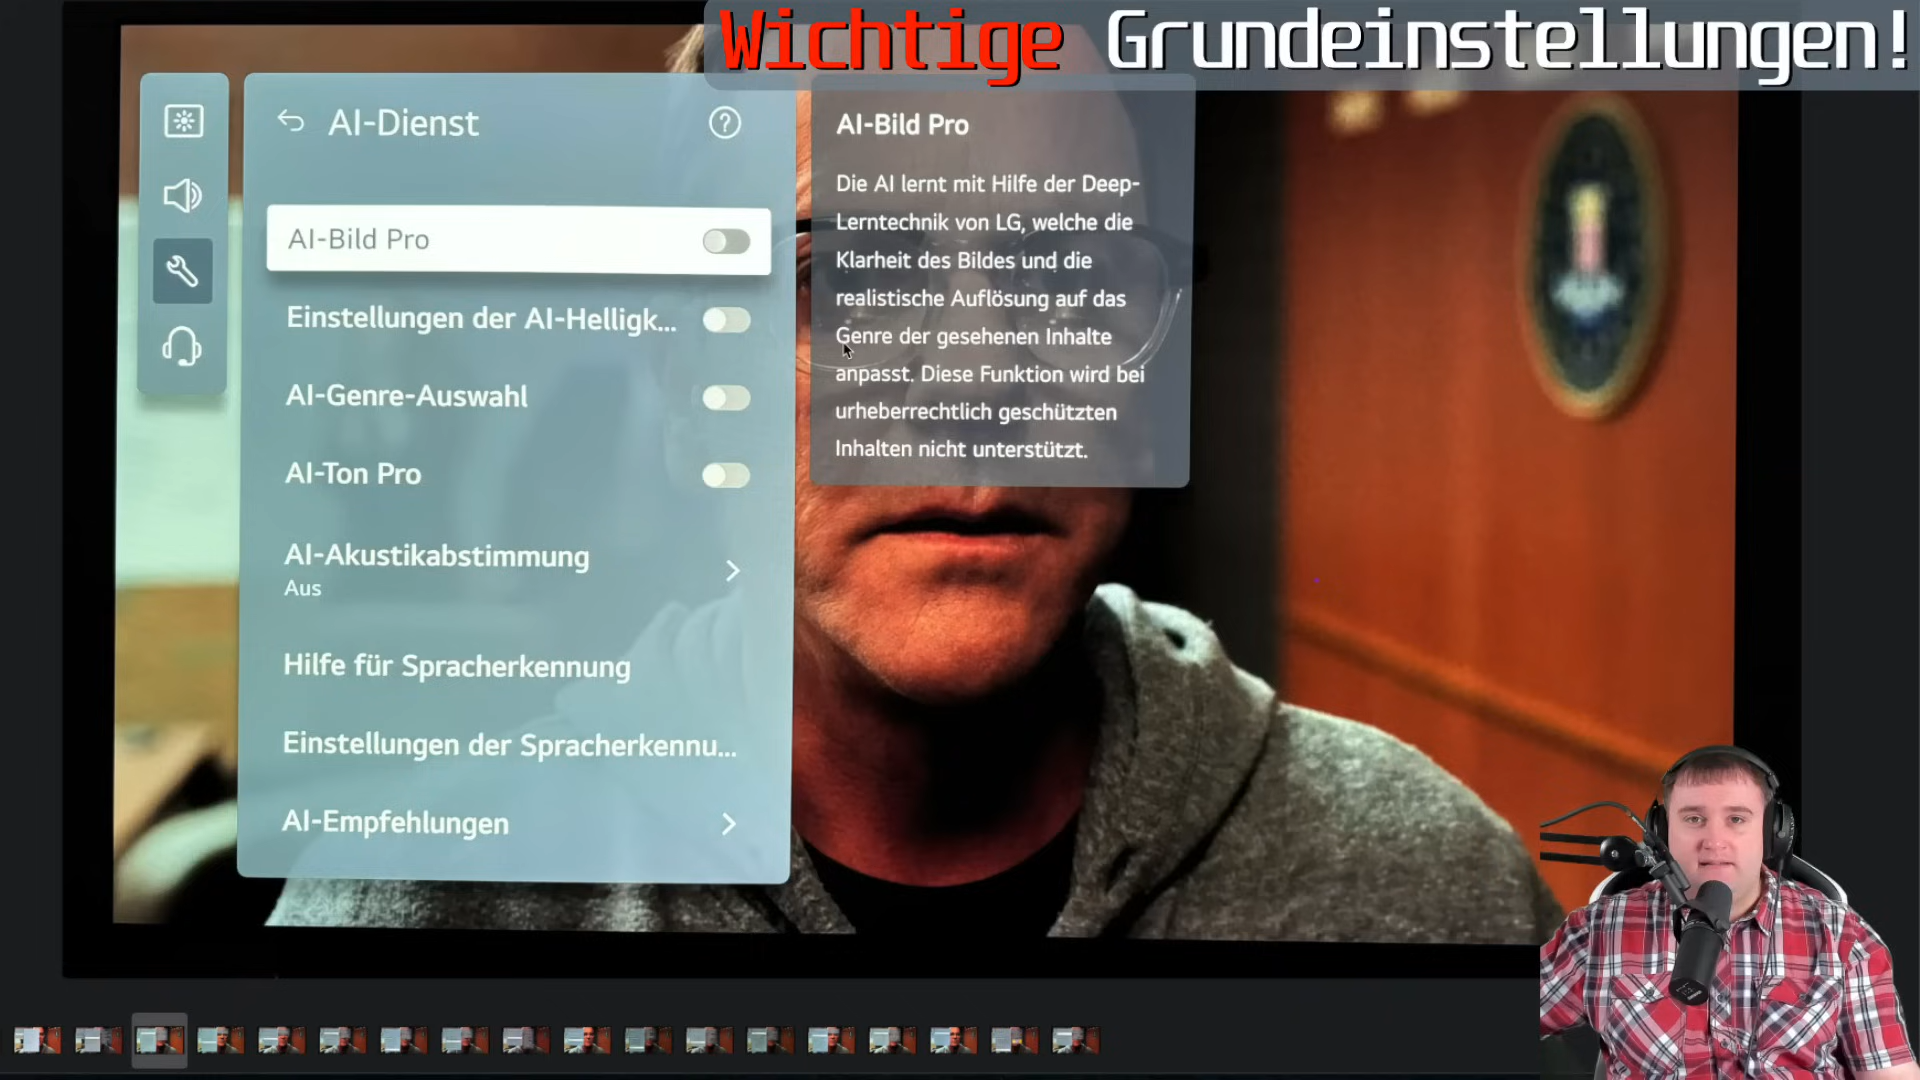 Wichtige Grundeinstellungen!
AI-Dienst
?
AI-Bild Pro
Einstellungen der AI-Helligk...
AI-Genre-Auswahl
AI-Ton Pro
AI-Akustikabstimmung
Aus
Hilfe für Spracherkennung
Einstellungen der Spracherkennu...
AI-Empfehlungen
AI-Bild Pro
Die AI lernt mit Hilfe der Deep-
Lerntechnik von LG, welche die
Klarheit des Bildes und die
realistische Auflösung auf das
Genre der gesehenen Inhalte
anpasst. Diese Funktion wird bei
urheberrechtlich geschützten
Inhalten nicht unterstützt.